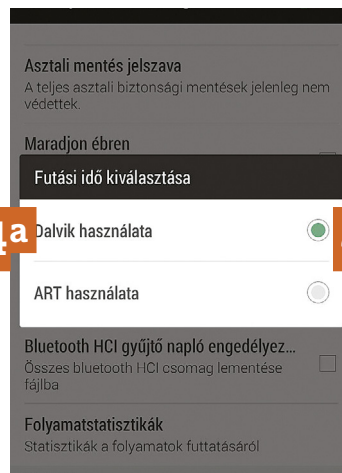 Asztali mentés jelszava
A teljes asztali biztonsági mentések jelenleg nem
védettek.
Maradjon ébren
Futási idő kiválasztása
4a
Dalvik használata
ART használata
Bluetooth HCI gyűjtő napló engedélyez...
Összes bluetooth HCI csomag lementése
fájlba
Folyamatstatisztikák
Statisztikák a folyamatok futtatásáról